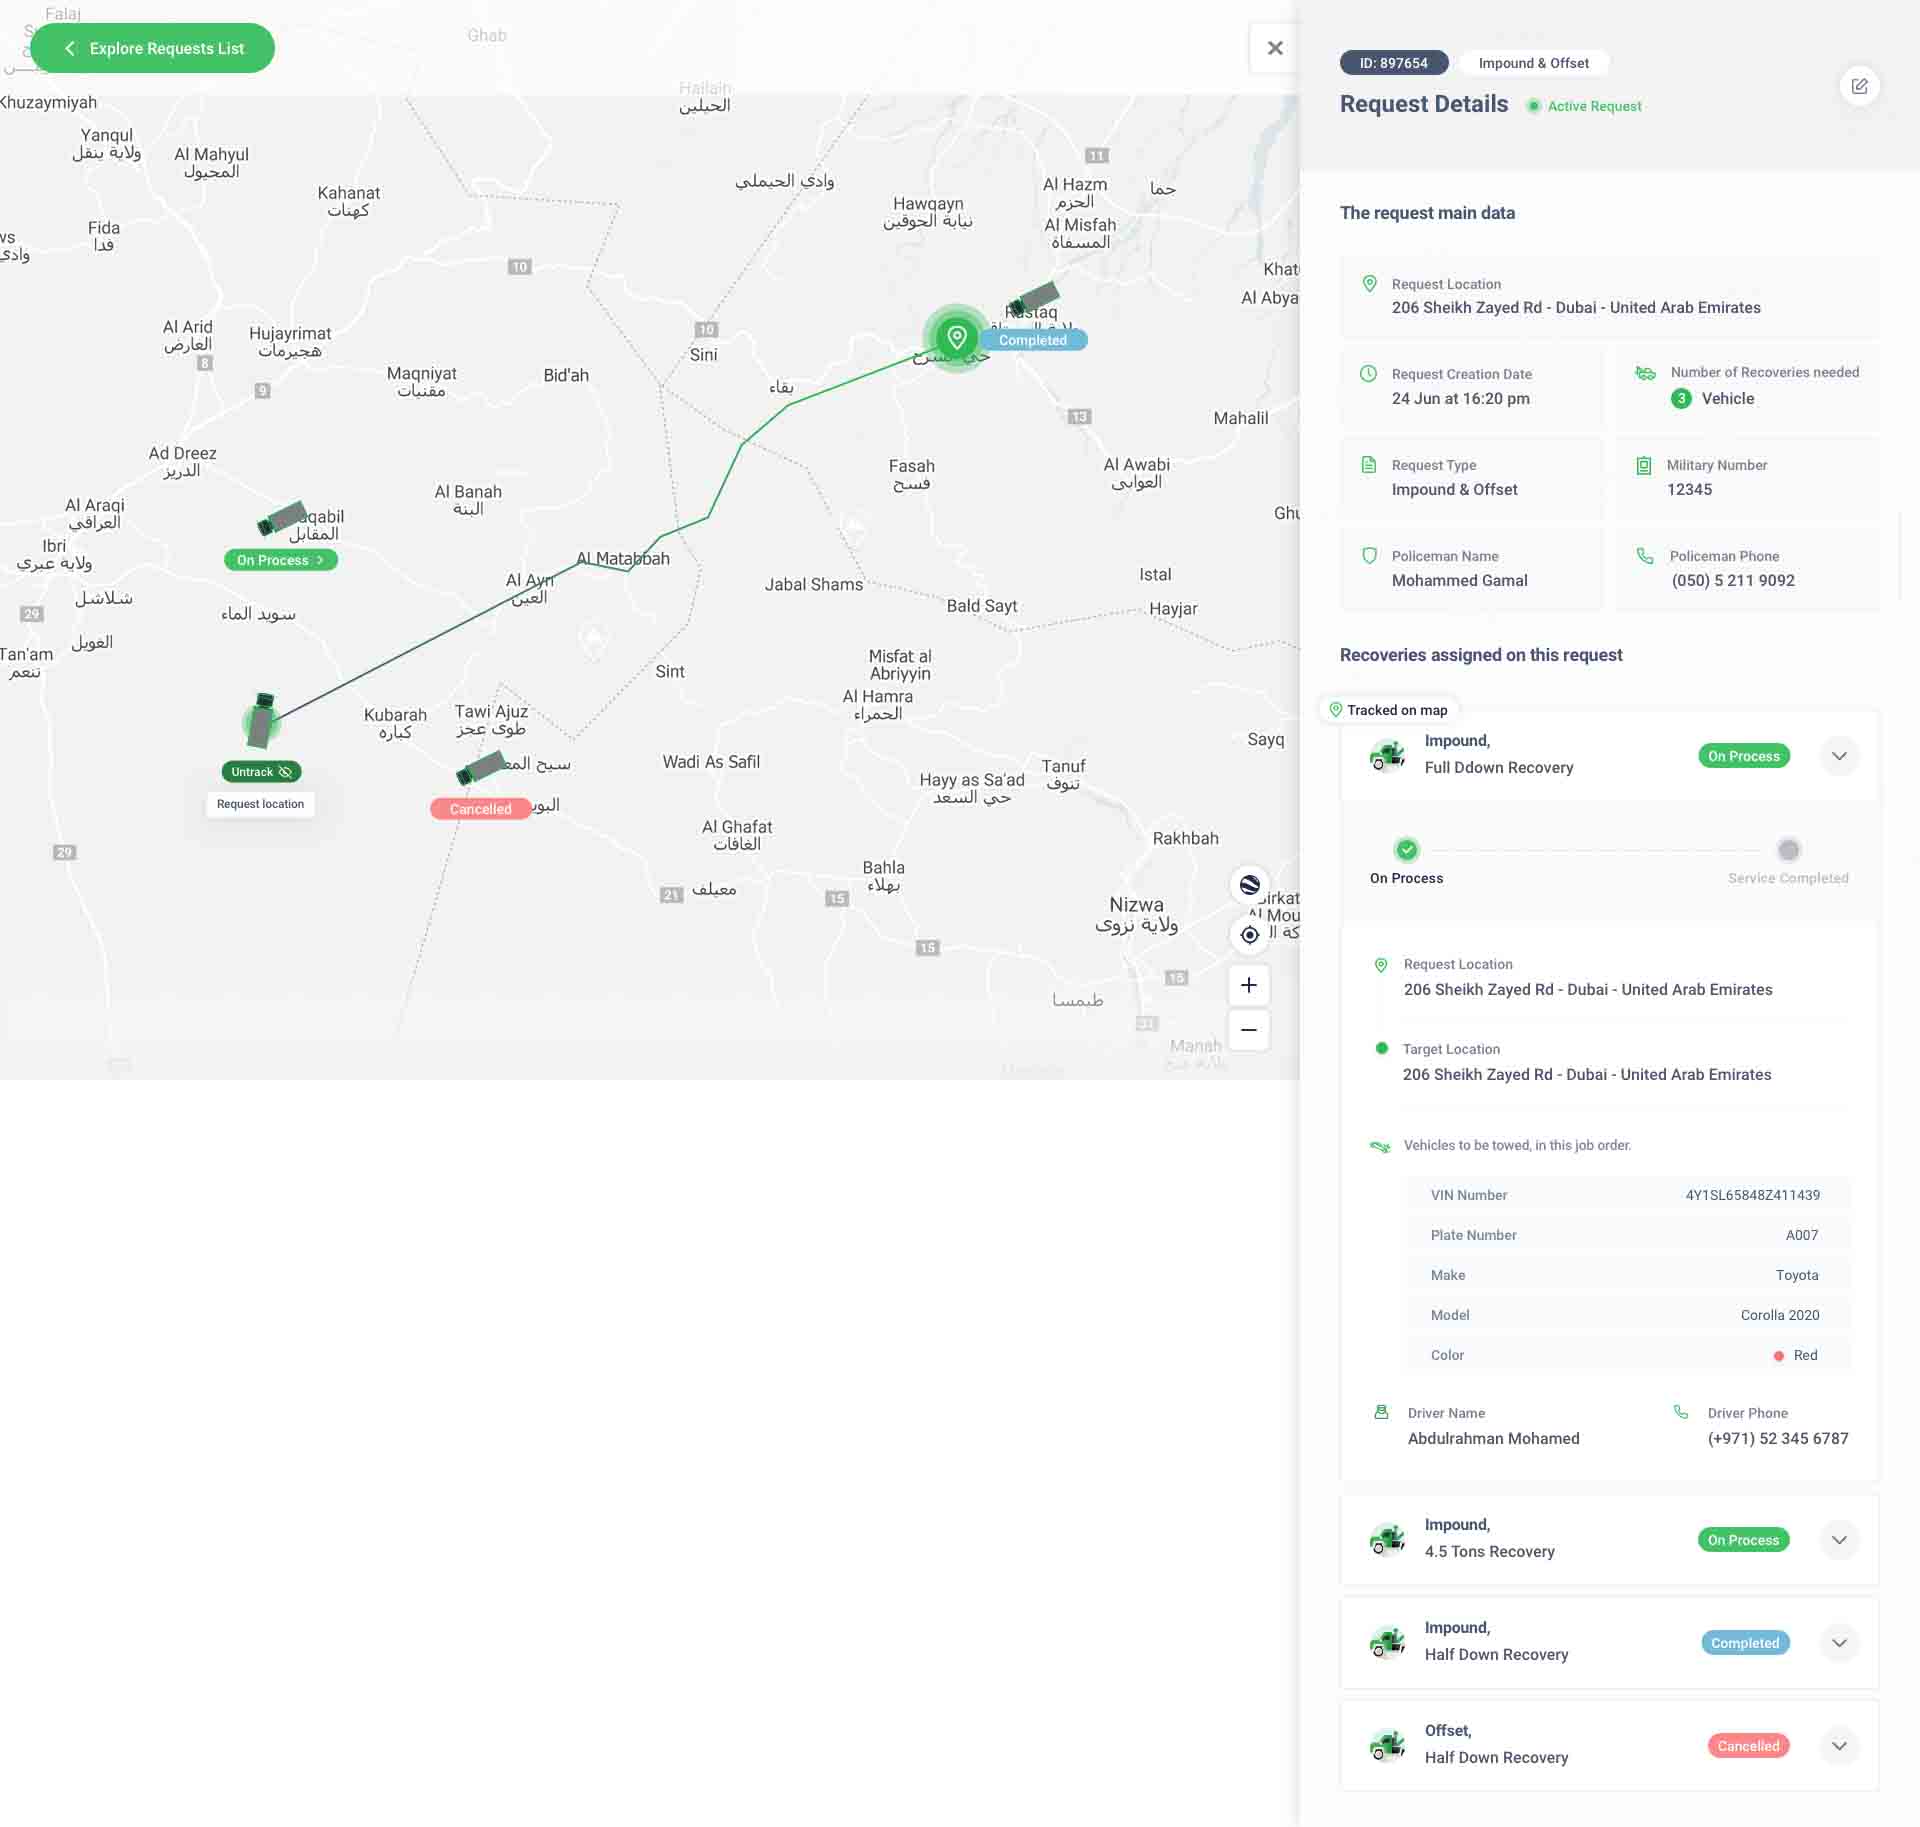 Falaj
Explore Requests List
Ghab
Hailain
الحيلين
Khuzaymiyah
Yanqul
ولاية ينقل
Al Mahyul
المحيول
Kahanat
كهنات
Fida
فدا
وادي الحيملي
Hawqayn
نيابة الحوقين
11
Al Hazm
الحزم
حما
Al Misfah
المسفاة
10
Al Abya
Al Arid
العارض
8
Hujayrimat
هجيرمات
9
Maqniyat
مقنيات
Bid'ah
10
Sini
بقاء
Rustaq
Completed
13
Mahalil
Ad Dreez
الدريز
Al Banah
البنة
Fasah
فسح
Al Awabi
العوابي
Al Araqi
العراقي
المقابل
On Process
Ibri
ولاية عبري
شلاشل
29
سويد الماء
الغويل
Tan'am
تنعم
Al Matabbah
Al Ayn
العين
Jabal Shams
Bald Sayt
Istal
Hayjar
Sint
Misfat al
Abriyyin
Al Hamra
الحمراء
Kubarah
كباره
Tawi Ajuz
طوى عجز
Untrack
Request location
Cancelled
Wadi As Safil
Hayy as Sa'ad
حي السعد
Tanuf
تنوف
Sayq
Al Ghafat
الغافات
Rakhbah
29
Bahla
بهلاء
21
معيلف
15
Nizwa
ولاية نزوى
15
15
طيمسا
31
Manah
ID: 897654
Impound & Offset
Request Details
Active Request
The request main data
Request Location
206 Sheikh Zayed Rd - Dubai - United Arab Emirates
Request Creation Date
24 Jun at 16:20 pm
Number of Recoveries needed
3 Vehicle
Request Type
Impound & Offset
Military Number
12345
Policeman Name
Mohammed Gamal
Policeman Phone
(050) 5 211 9092
Recoveries assigned on this request
Tracked on map
Impound,
Full Ddown Recovery
On Process
On Process
Service Completed
Request Location
206 Sheikh Zayed Rd - Dubai - United Arab Emirates
Target Location
206 Sheikh Zayed Rd - Dubai - United Arab Emirates
Vehicles to be towed, in this job order.
VIN Number 4Y1SL65848Z411439
Plate Number A007
Make Toyota
Model Corolla 2020
Color Red
Driver Name
Abdulrahman Mohamed
Driver Phone
(+971) 52 345 6787
Impound,
4.5 Tons Recovery
On Process
Impound,
Half Down Recovery
Completed
Offset,
Half Down Recovery
Cancelled